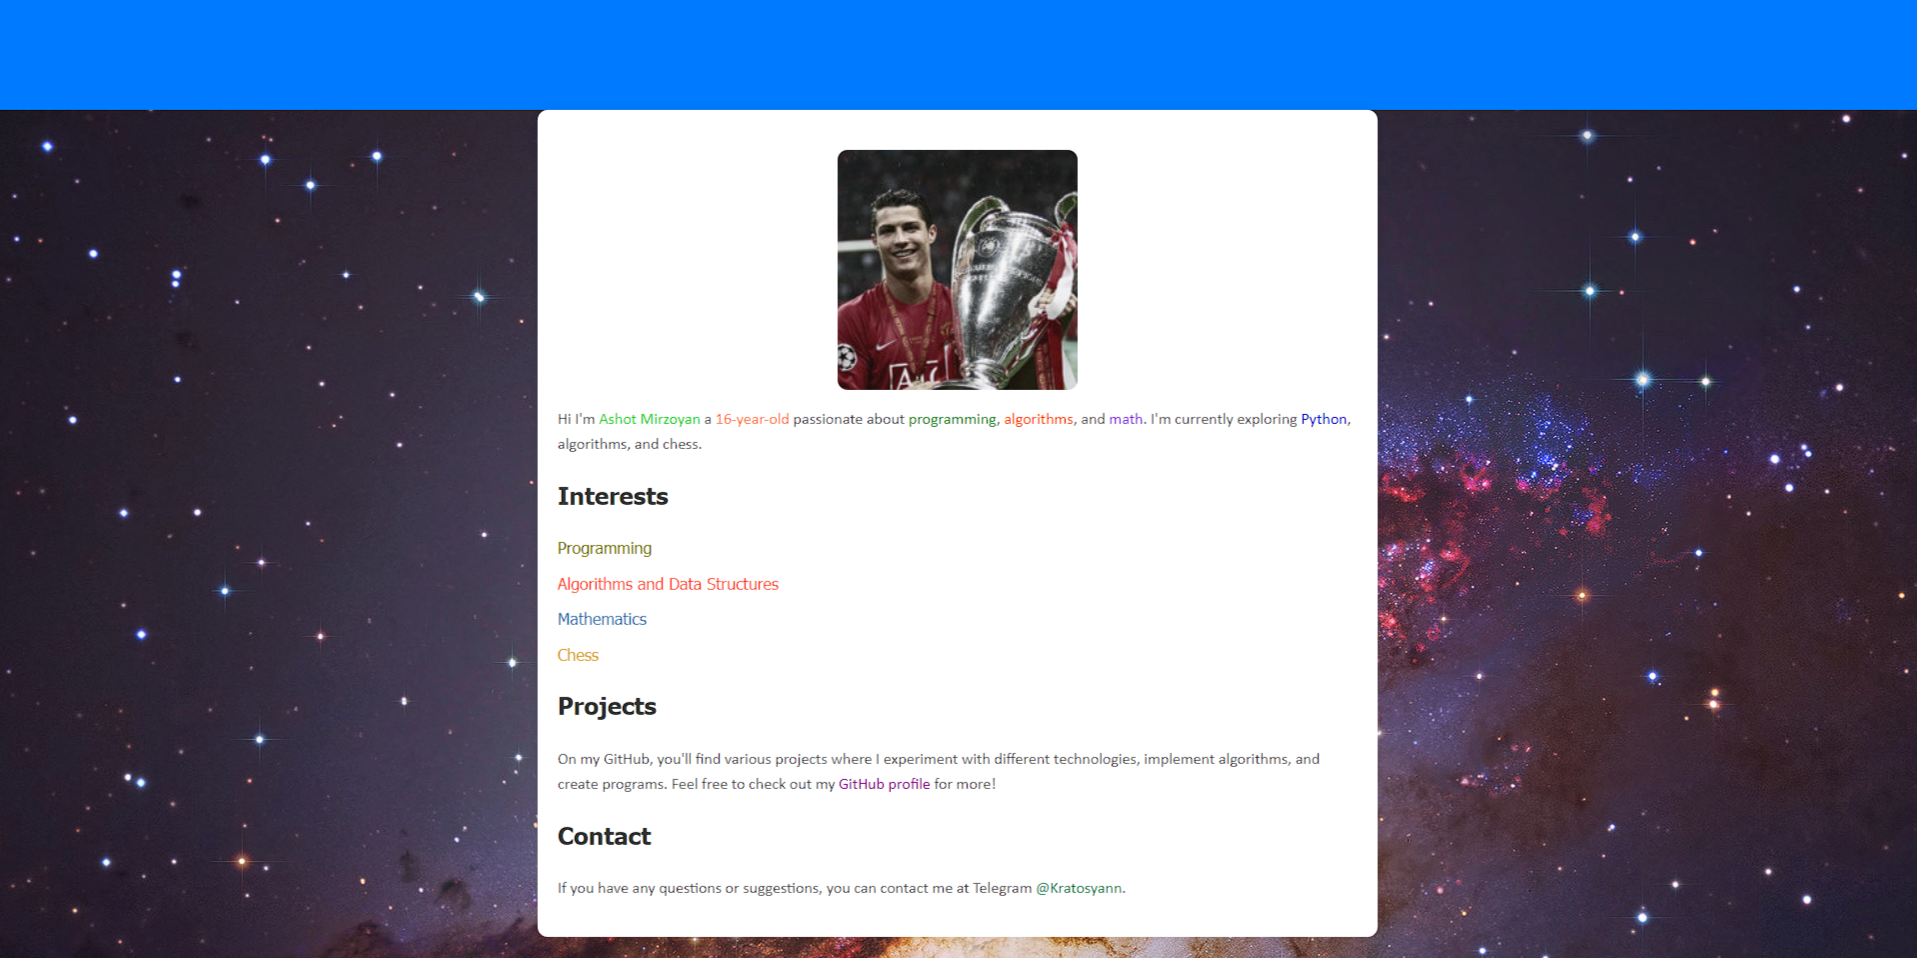 Hi I'm Ashot Mirzoyan a 16-year-old passionate about programming, algorithms, and math. I'm currently exploring Python,
algorithms, and chess.
Interests
Programming
Algorithms and Data Structures
Mathematics
Chess
Projects
On my GitHub, you'll find various projects where I experiment with different technologies, implement algorithms, and
create programs. Feel free to check out my GitHub profile for more!
Contact
If you have any questions or suggestions, you can contact me at Telegram @Kratosyann.